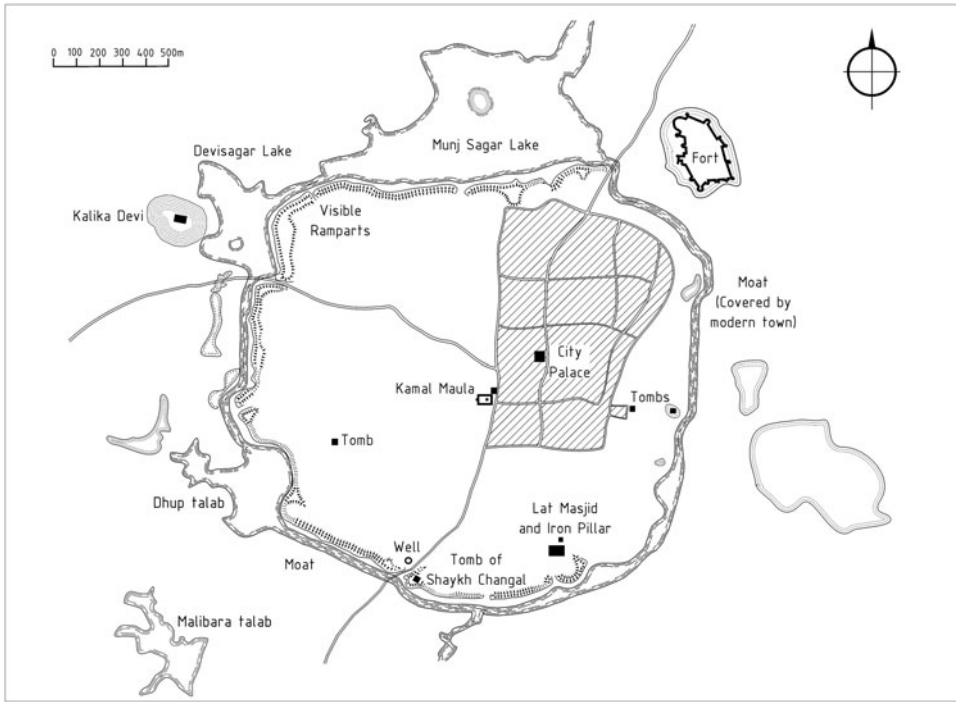 0 100 200 300 400 500m
Devisagar Lake
Munj Sagar Lake
Fort
Kalika Devi
Visible
Ramparts
Moat
(Covered by
modern town)
City
Palace
Kamal Maula
Tombs
Tomb
Dhup talab
Lat Masjid
and Iron Pillar
Well
Moat
Tomb of
Shaykh Changal
Malibara talab